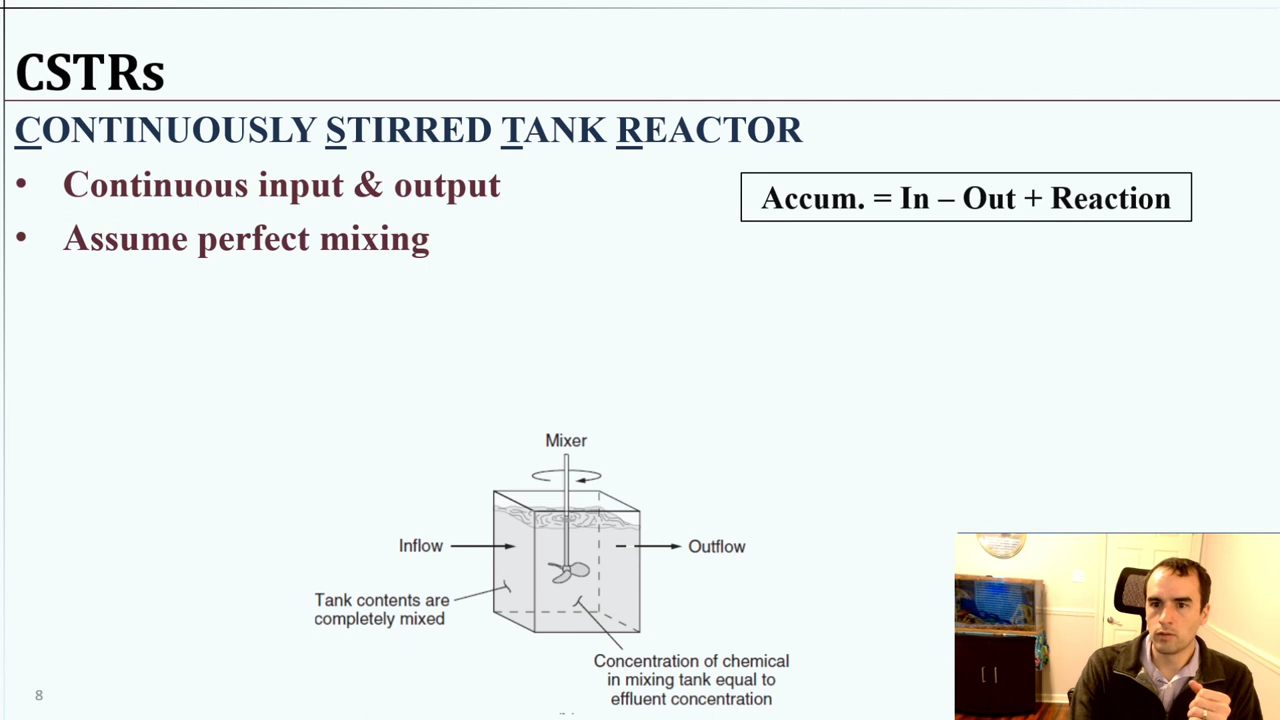 CSTRs
CONTINUOUSLY STIRRED TANK REACTOR
• Continuous input & output
Accum. = In – Out + Reaction
• Assume perfect mixing
Mixer
Inflow
Outflow
Tank contents are
completely mixed
Concentration of chemical
in mixing tank equal to
effluent concentration
8